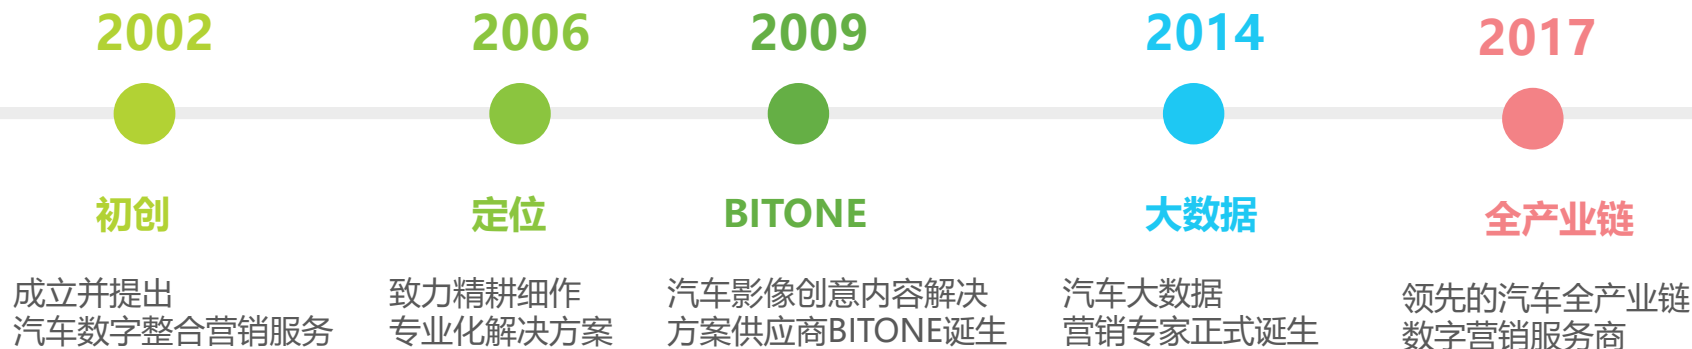 2002
2006
2009
2014
2017
初创
定位
BITONE
大数据
全产业链
成立并提出
汽车数字整合营销服务
致力精耕细作
专业化解决方案
汽车影像创意内容解决
方案供应商BITONE诞生
汽车大数据
营销专家正式诞生
领先的汽车全产业链
数字营销服务商